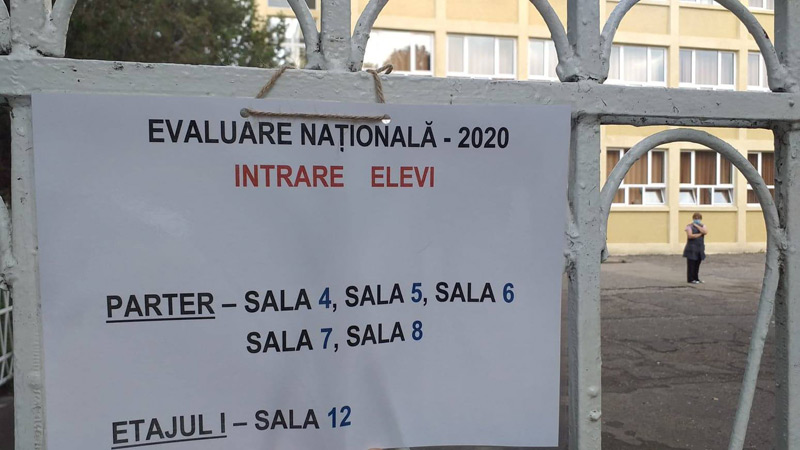 EVALUARE NAȚIONALĂ - 2020
INTRARE ELEVI
PARTER – SALA 4, SALA 5, SALA 6
SALA 7, SALA 8
ETAJUL I – SALA 12